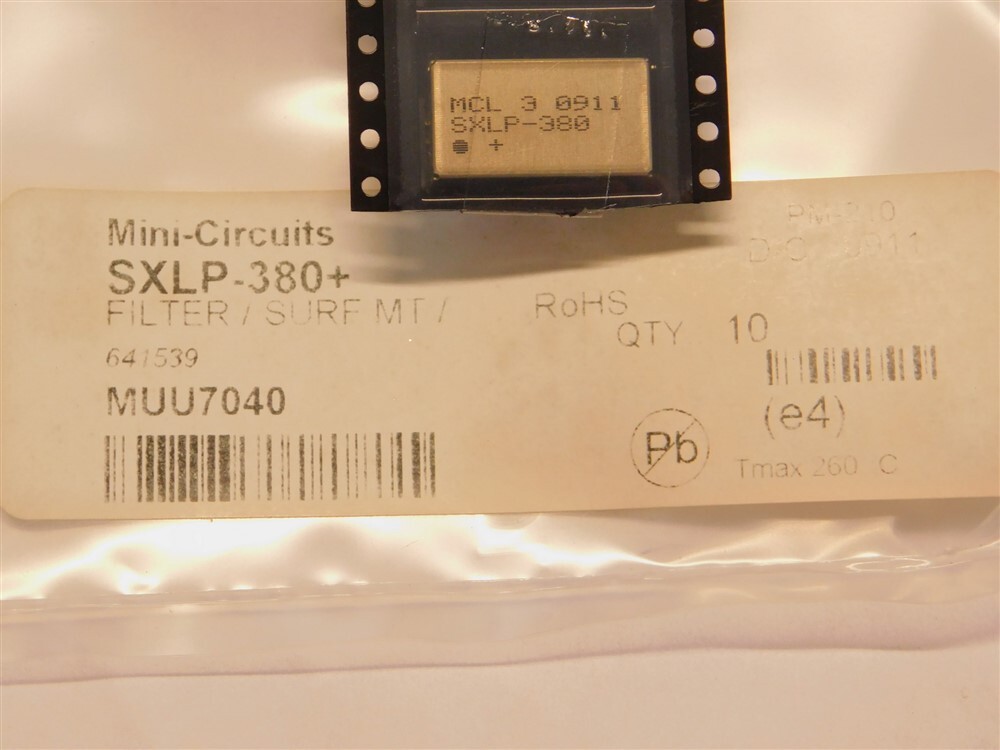 MCL 3 0911
SXLP-380
+
Mini-Circuits
SXLP-380+
FILTER / SURF MT /
641539
MUU7040
RoHS
QTY 10
(e4)
Pb
Tmax 260 C
D/C 0911